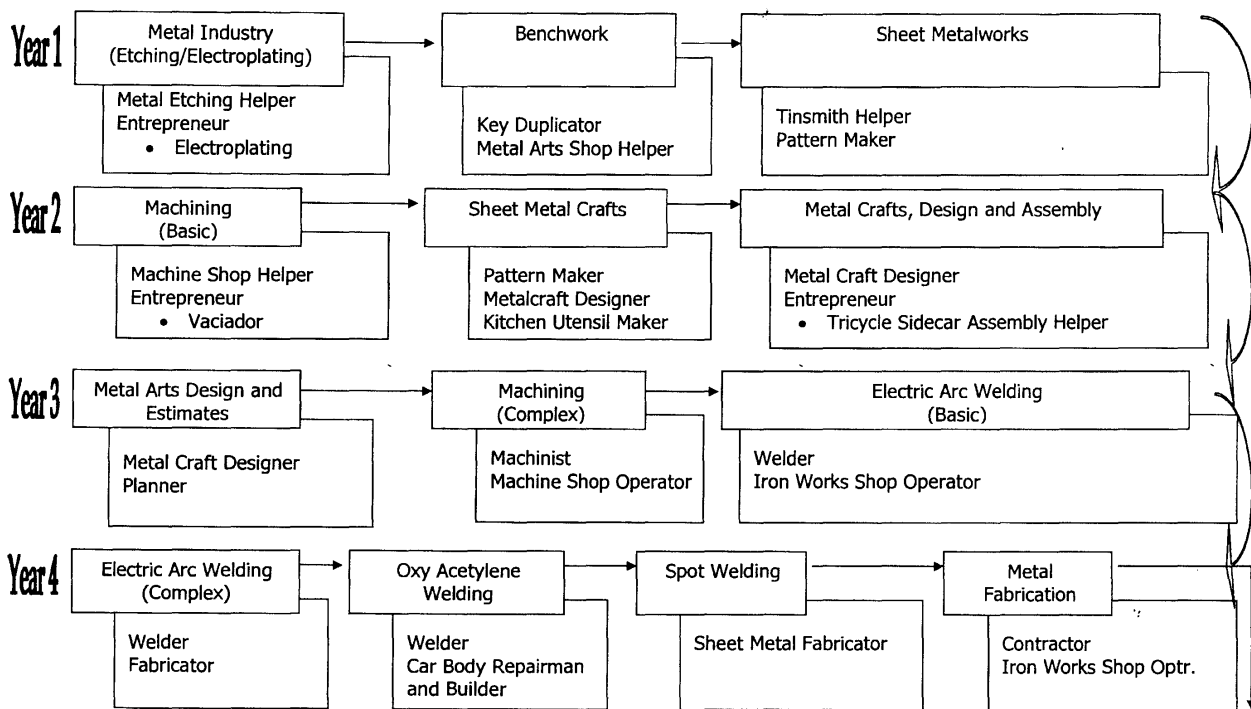 Year 1
Metal Industry
(Etching/Electroplating)
Metal Etching Helper
Entrepreneur
• Electroplating
Benchwork
Key Duplicator
Metal Arts Shop Helper
Sheet Metalworks
Tinsmith Helper
Pattern Maker
Year 2
Machining
(Basic)
Machine Shop Helper
Entrepreneur
• Vaciador
Sheet Metal Crafts
Pattern Maker
Metalcraft Designer
Kitchen Utensil Maker
Metal Crafts, Design and Assembly
Metal Craft Designer
Entrepreneur
• Tricycle Sidecar Assembly Helper
Year 3
Metal Arts Design and
Estimates
Metal Craft Designer
Planner
Machining
(Complex)
Machinist
Machine Shop Operator
Electric Arc Welding
(Basic)
Welder
Iron Works Shop Operator
Year 4
Electric Arc Welding
(Complex)
Welder
Fabricator
Oxy Acetylene
Welding
Welder
Car Body Repairman
and Builder
Spot Welding
Sheet Metal Fabricator
Metal
Fabrication
Contractor
Iron Works Shop Optr.